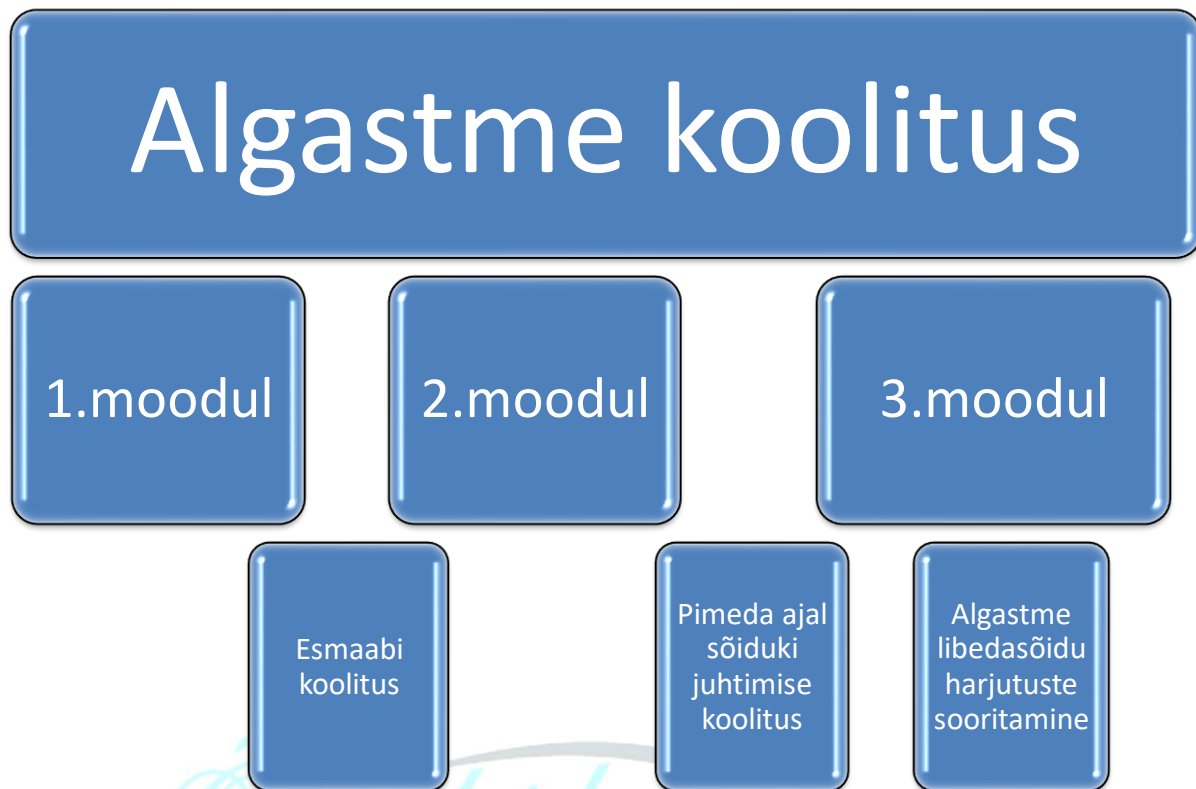 Algastme koolitus
1.moodul
2.moodul
3.moodul
Esmaabi
koolitus
Pimeda ajal
sõiduki
juhtimise
koolitus
Algastme
libedasõidu
harjutuste
sooritamine